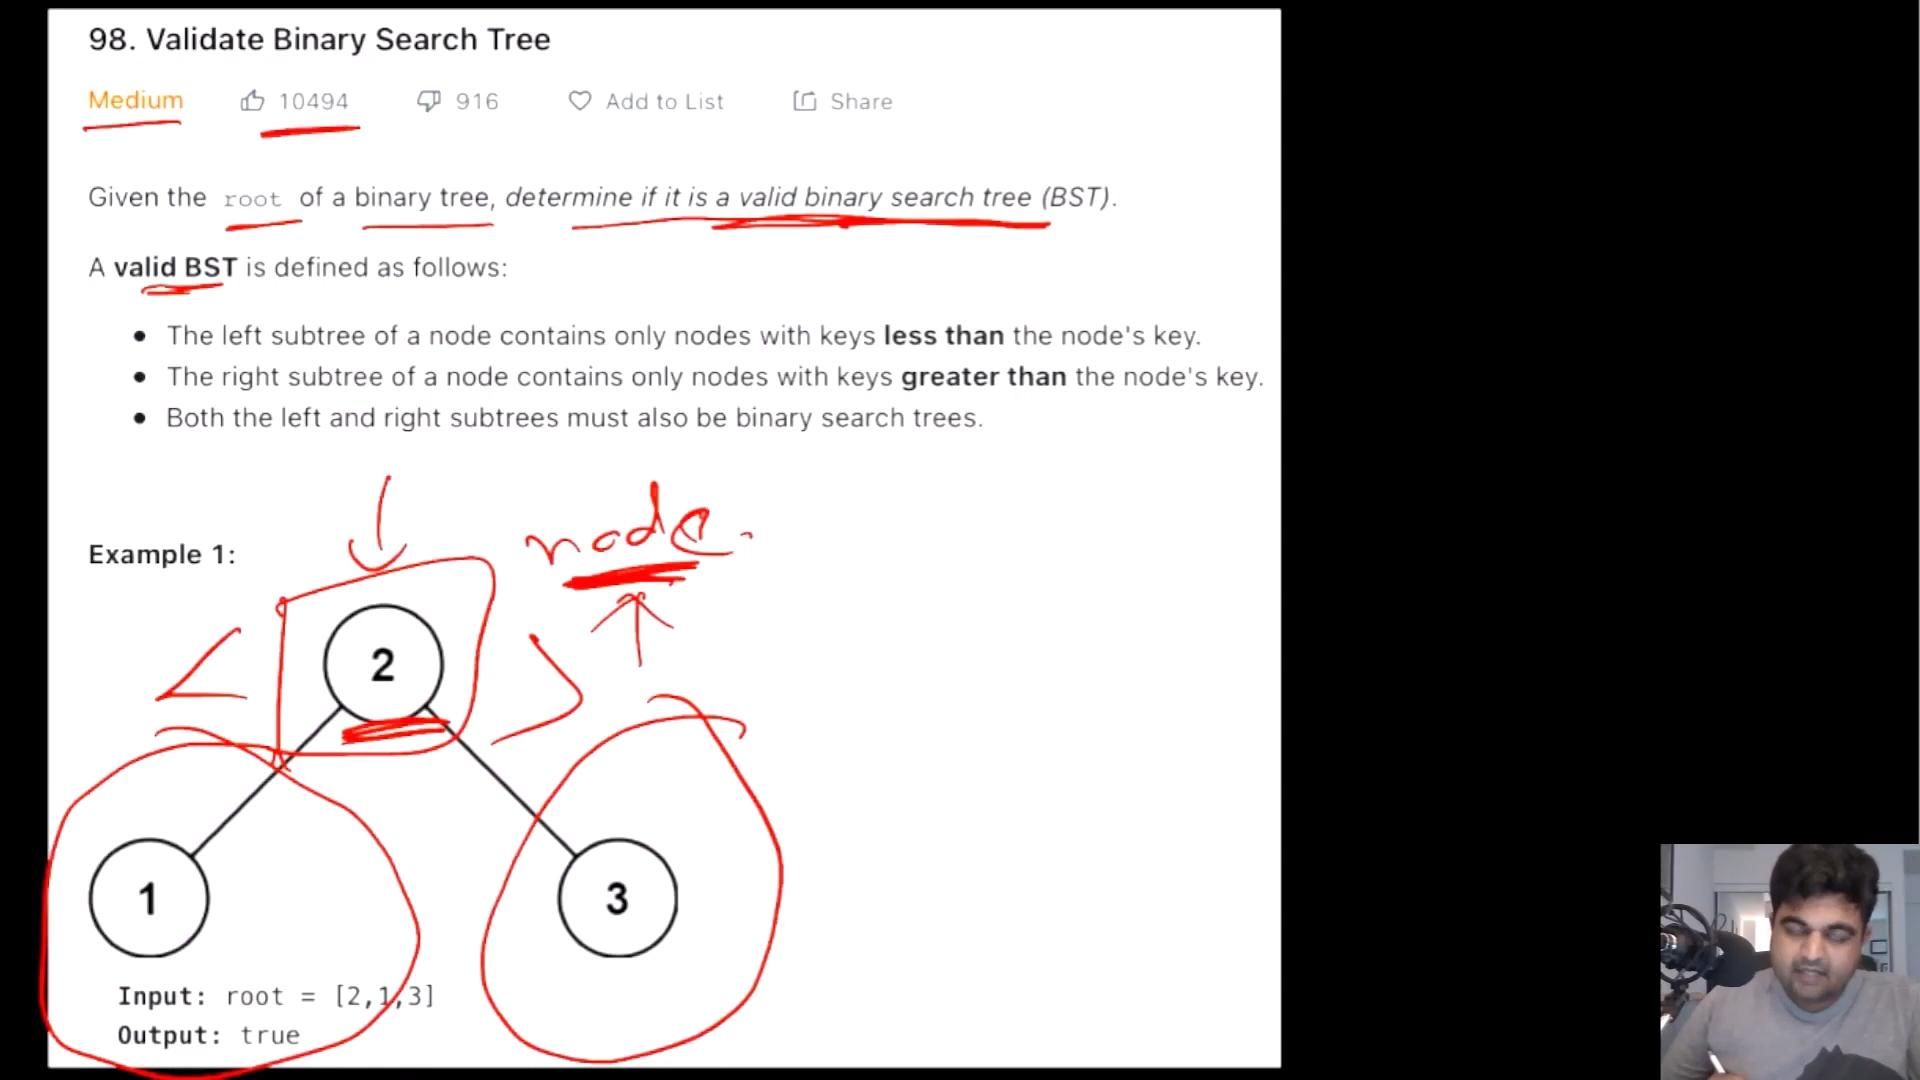 98. Validate Binary Search Tree
Medium 10494 916 Add to List Share
Given the root of a binary tree, determine if it is a valid binary search tree (BST).
A valid BST is defined as follows:
• The left subtree of a node contains only nodes with keys less than the node's key.
• The right subtree of a node contains only nodes with keys greater than the node's key.
• Both the left and right subtrees must also be binary search trees.
node
Example 1:
2
< >
1 3
Input: root = [2,1,3]
Output: true